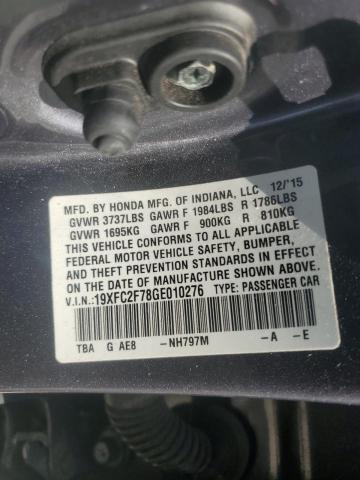 MFD. BY HONDA MFG. OF INDIANA, LLC 12/'15
GVWR 3737LBS GAWR F 1984LBS R 1786LBS
GVWR 1695KG GAWR F 900KG R 810KG
THIS VEHICLE CONFORMS TO ALL APPLICABLE
FEDERAL MOTOR VEHICLE SAFETY, BUMPER,
AND THEFT PREVENTION STANDARDS IN EFFECT
ON THE DATE OF MANUFACTURE SHOWN ABOVE.
V.I.N.:19XFC2F78GE010276 TYPE: PASSENGER CAR
TBA G AE8 -NH797M -A -E